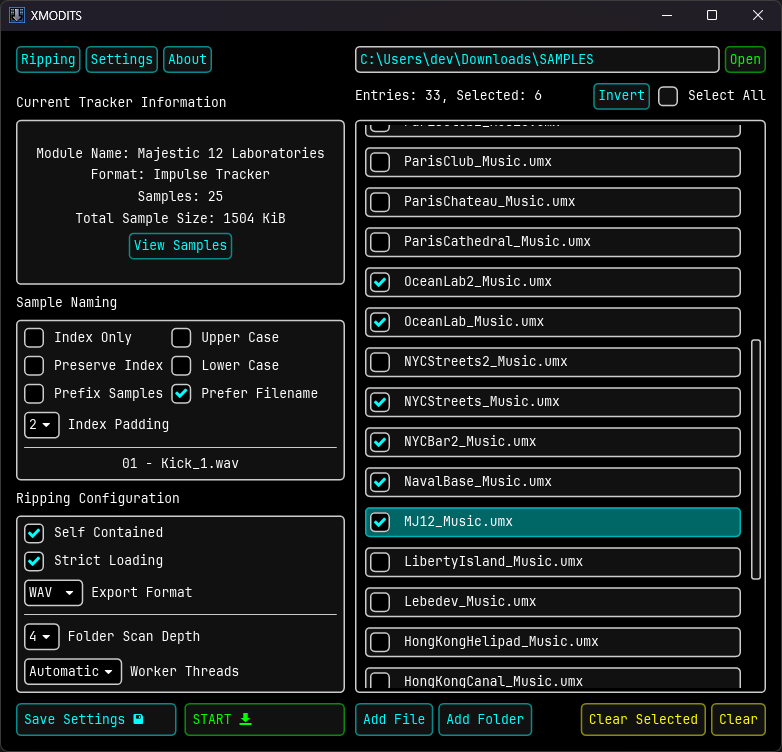 XMODITS
Ripping Settings About
C:\Users\dev\Downloads\SAMPLES Open
Entries: 33, Selected: 6 Invert Select All
Current Tracker Information
Module Name: Majestic 12 Laboratories
Format: Impulse Tracker
Samples: 25
Total Sample Size: 1504 KiB
View Samples
Sample Naming
Index Only Upper Case
Preserve Index Lower Case
Prefix Samples Prefer Filename
2 Index Padding
01 - Kick_1.wav
Ripping Configuration
Self Contained
Strict Loading
WAV Export Format
4 Folder Scan Depth
Automatic Worker Threads
Save Settings START
ParisClub_Music.umx
ParisChateau_Music.umx
ParisCathedral_Music.umx
OceanLab2_Music.umx
OceanLab_Music.umx
NYCStreets2_Music.umx
NYCStreets_Music.umx
NYCBar2_Music.umx
NavalBase_Music.umx
MJ12_Music.umx
LibertyIsland_Music.umx
Lebedev_Music.umx
HongKongHelipad_Music.umx
HongKongCanal_Music.umx
Add File Add Folder Clear Selected Clear